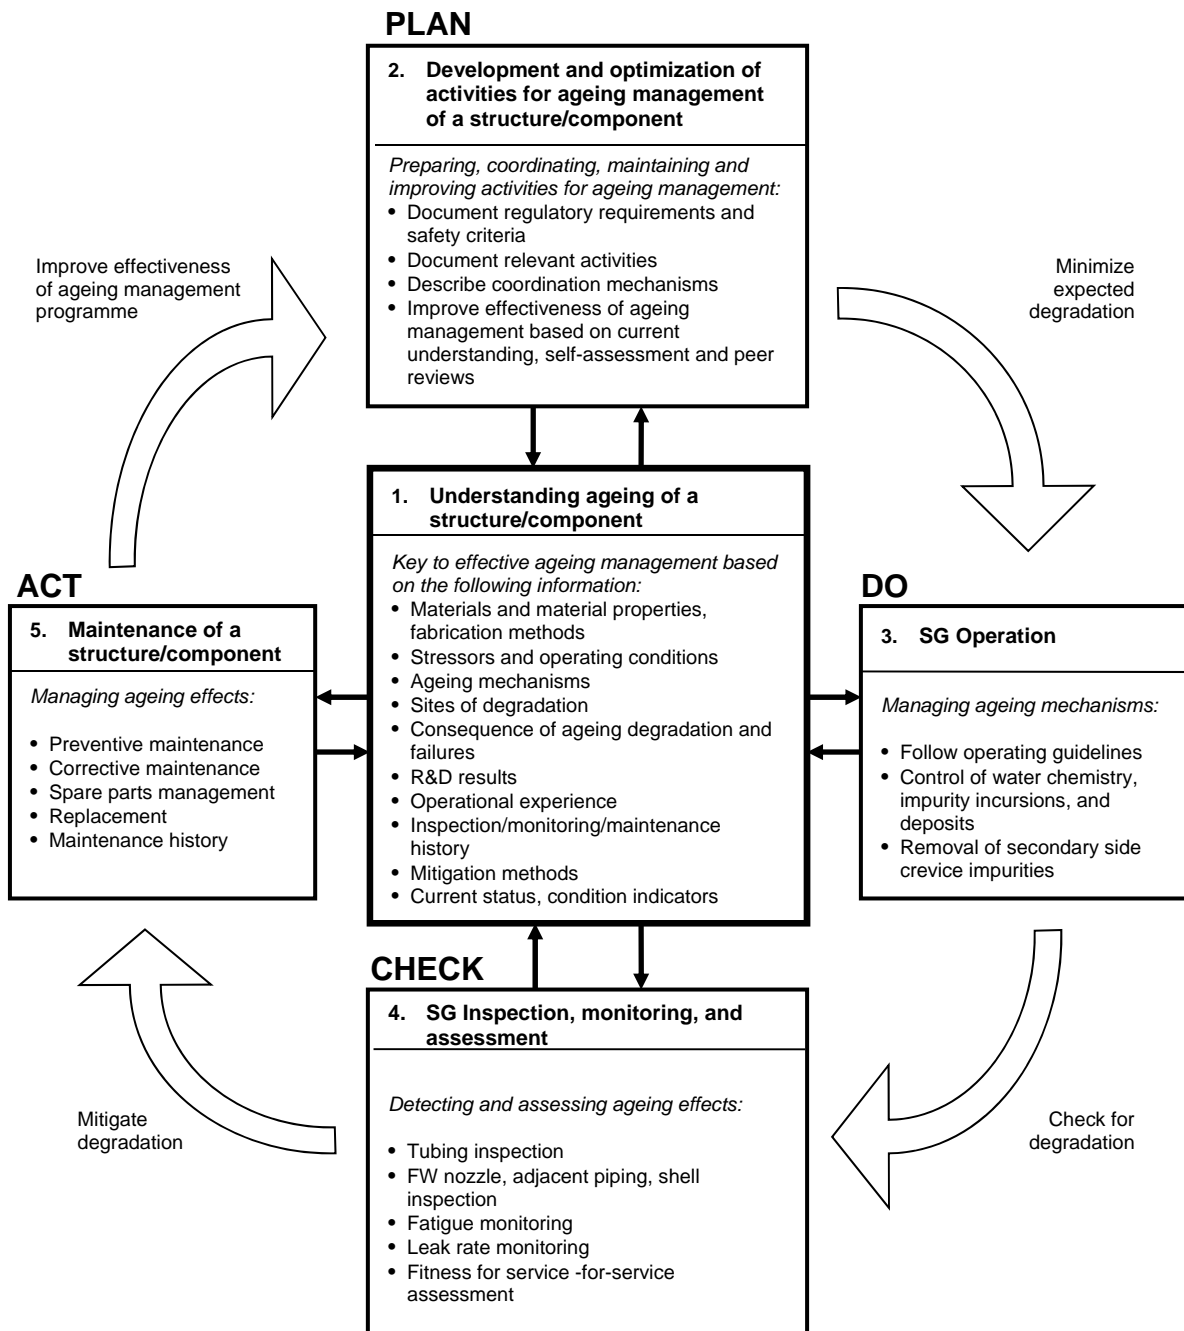 PLAN
2. Development and optimization of
activities for ageing management
of a structure/component
Preparing, coordinating, maintaining and
improving activities for ageing management:
• Document regulatory requirements and
safety criteria
• Document relevant activities
• Describe coordination mechanisms
• Improve effectiveness of ageing
management based on current
understanding, self-assessment and peer
reviews
Improve effectiveness
of ageing management
programme
Minimize
expected
degradation
1. Understanding ageing of a
structure/component
Key to effective ageing management based
on the following information:
• Materials and material properties,
fabrication methods
• Stressors and operating conditions
• Ageing mechanisms
• Sites of degradation
• Consequence of ageing degradation and
failures
• R&D results
• Operational experience
• Inspection/monitoring/maintenance
history
• Mitigation methods
• Current status, condition indicators
ACT
5. Maintenance of a
structure/component
Managing ageing effects:
• Preventive maintenance
• Corrective maintenance
• Spare parts management
• Replacement
• Maintenance history
DO
3. SG Operation
Managing ageing mechanisms:
• Follow operating guidelines
• Control of water chemistry,
impurity incursions, and
deposits
• Removal of secondary side
crevice impurities
CHECK
4. SG Inspection, monitoring, and
assessment
Detecting and assessing ageing effects:
• Tubing inspection
• FW nozzle, adjacent piping, shell
inspection
• Fatigue monitoring
• Leak rate monitoring
• Fitness for service -for-service
assessment
Mitigate
degradation
Check for
degradation